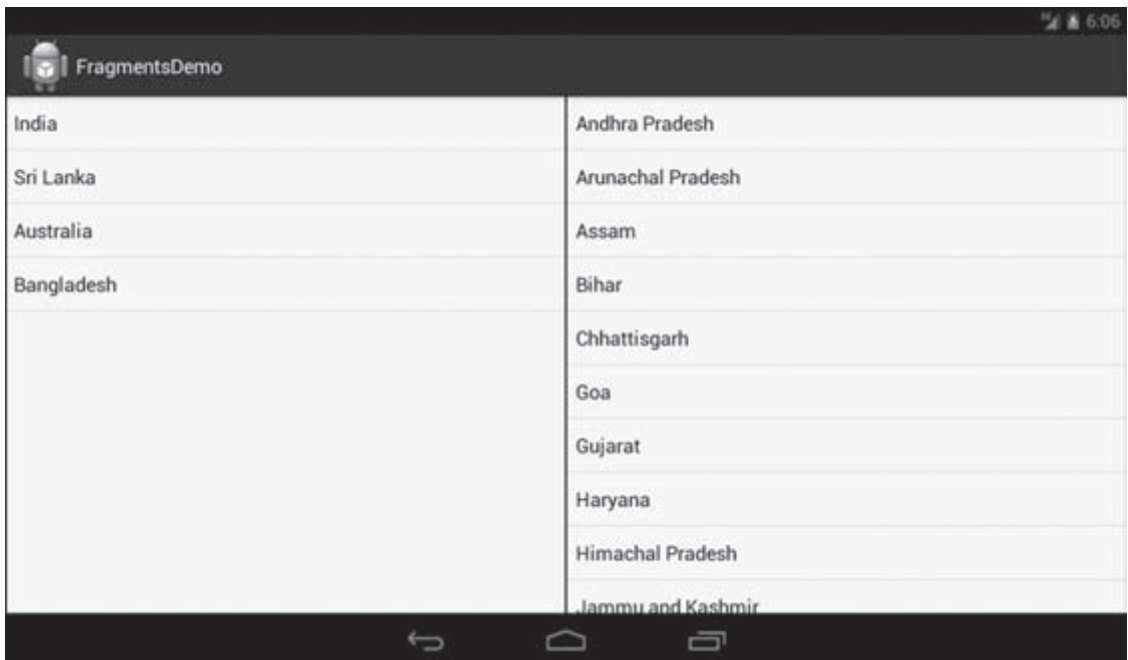 6:06
FragmentsDemo
India
Sri Lanka
Australia
Bangladesh
Andhra Pradesh
Arunachal Pradesh
Assam
Bihar
Chhattisgarh
Goa
Gujarat
Haryana
Himachal Pradesh
Jammu and Kashmir